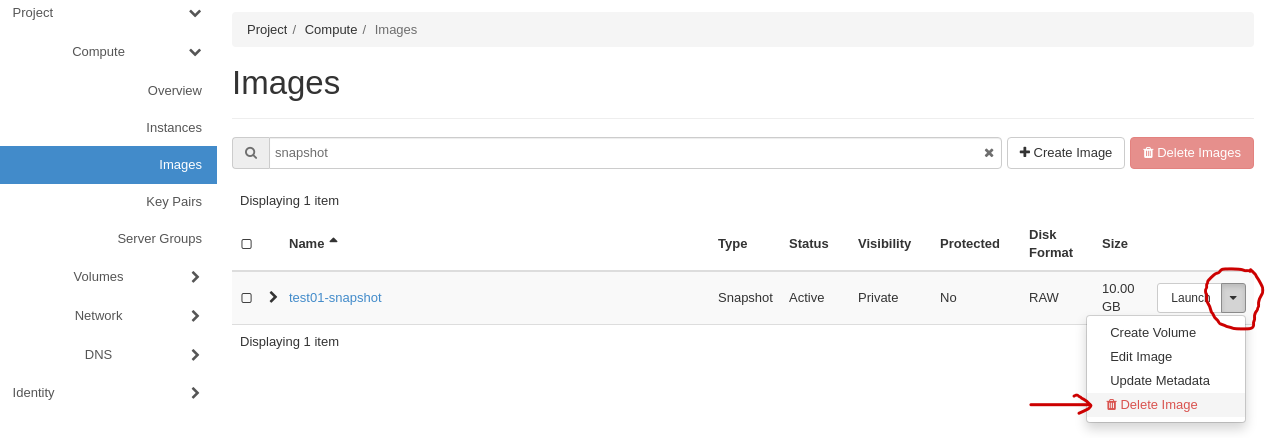 Project
Compute
Overview
Instances
Images
Key Pairs
Server Groups
Volumes
Network
DNS
Identity
Project / Compute / Images
Images
snapshot
Create Image
Delete Images
Displaying 1 item
Name Type Status Visibility Protected Disk Format Size
test01-snapshot Snapshot Active Private No RAW 10.00 GB Launch
Displaying 1 item
Create Volume
Edit Image
Update Metadata
Delete Image